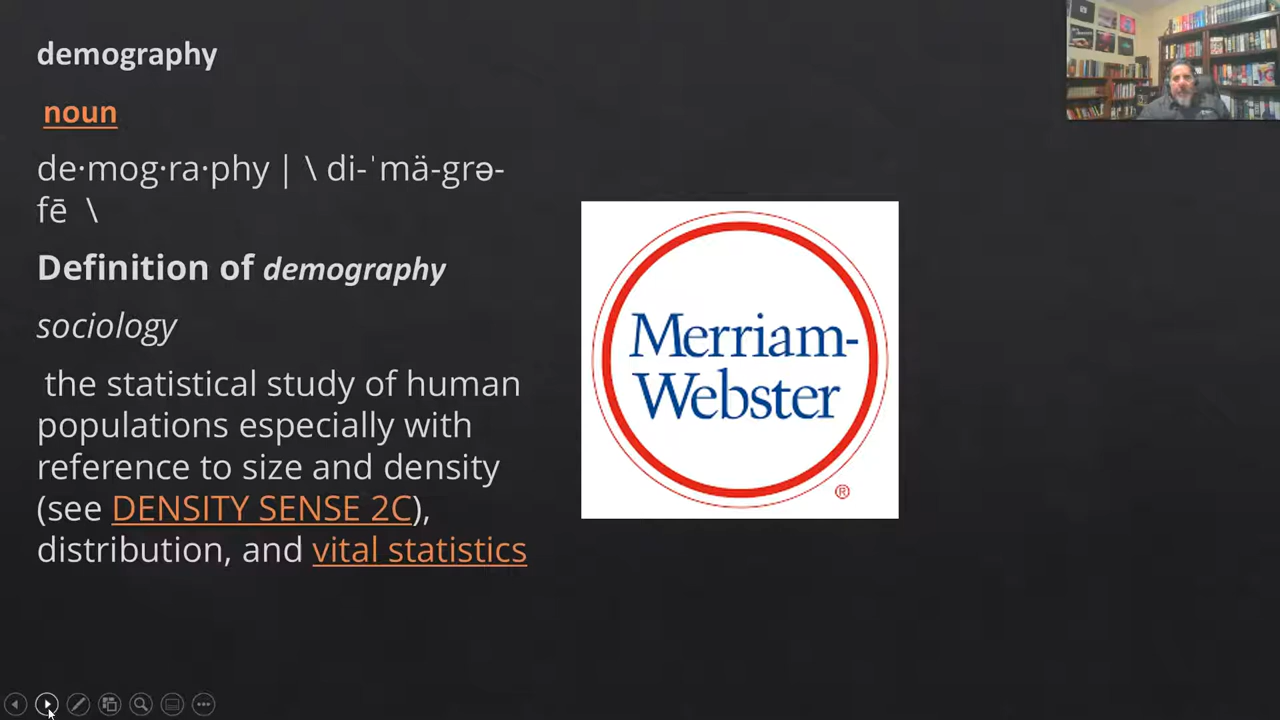 demography
noun
de·mog·ra·phy | \ di-ˈmä-grə-
fē \
Definition of demography
sociology
the statistical study of human
populations especially with
reference to size and density
(see DENSITY SENSE 2C),
distribution, and vital statistics
Merriam-
Webster
®